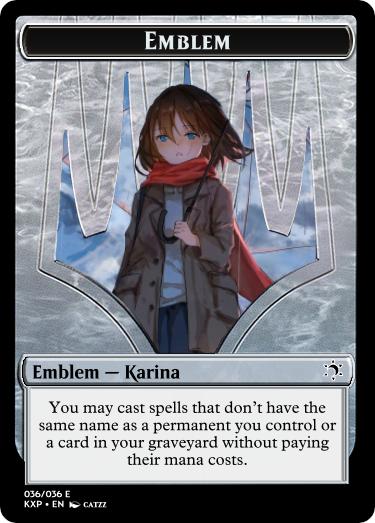 EMBLEM
Emblem — Karina
You may cast spells that don't have the
same name as a permanent you control or
a card in your graveyard without paying
their mana costs.
036/036 E
KXP • EN CATZZ